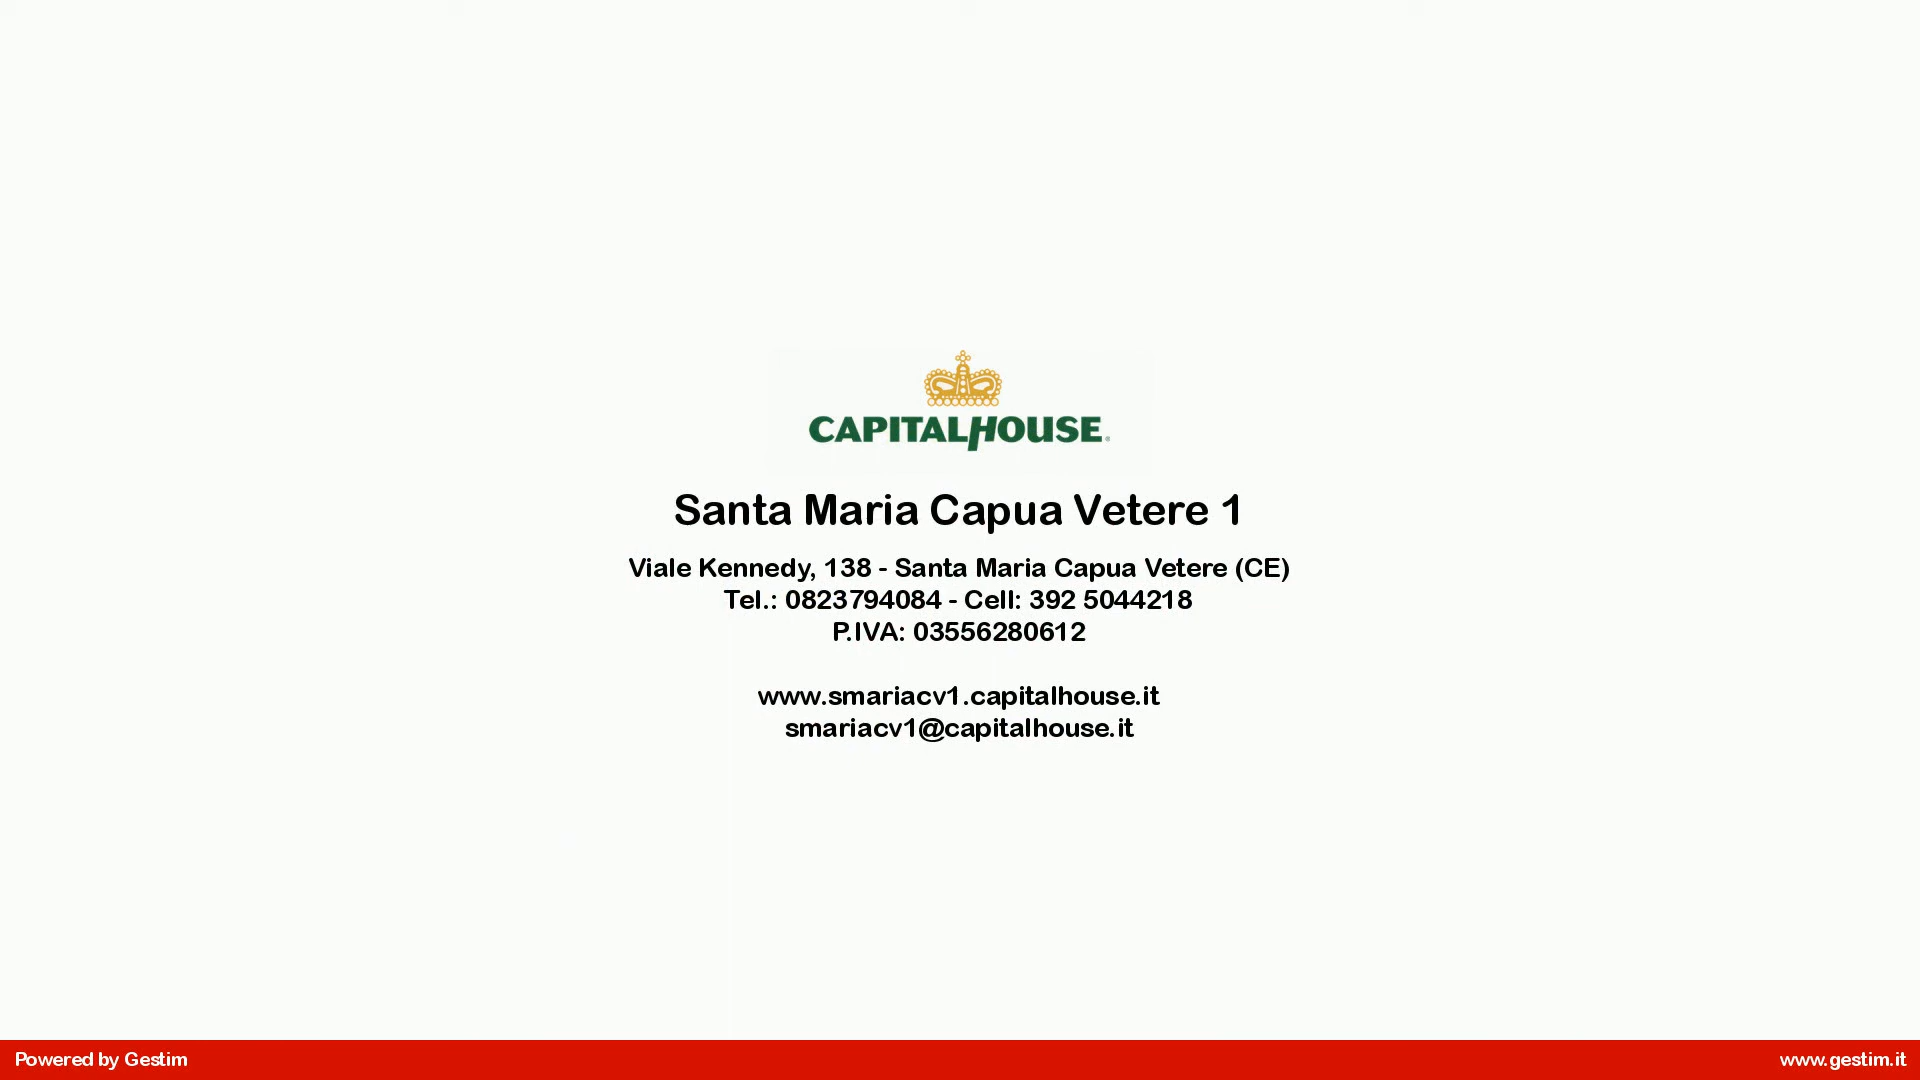 CAPITALHOUSE
Santa Maria Capua Vetere 1
Viale Kennedy, 138 - Santa Maria Capua Vetere (CE)
Tel.: 0823794084 - Cell: 392 5044218
P.IVA: 03556280612
www.smariacv1.capitalhouse.it
smariacv1@capitalhouse.it
Powered by Gestim
www.gestim.it